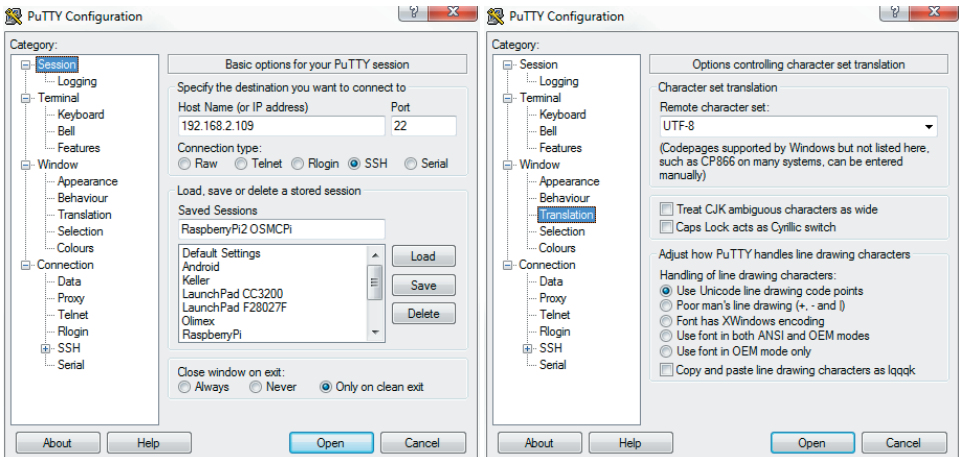 PuTTY Configuration
?
Category:
Session
Logging
Terminal
Keyboard
Bell
Features
Window
Appearance
Behaviour
Translation
Selection
Colours
Connection
Data
Proxy
Telnet
Rlogin
SSH
Serial
Basic options for your PuTTY session
Specify the destination you want to connect to
Host Name (or IP address) Port
192.168.2.109 22
Connection type:
Raw Telnet Rlogin SSH Serial
Load, save or delete a stored session
Saved Sessions
RaspberryPi2 OSMCPi
Default Settings
Android
Keller
LaunchPad CC3200
LaunchPad F28027F
Olimex
RaspberryPi
Load
Save
Delete
Close window on exit:
Always Never Only on clean exit
About Help Open Cancel
PuTTY Configuration
?
Category:
Session
Logging
Terminal
Keyboard
Bell
Features
Window
Appearance
Behaviour
Translation
Selection
Colours
Connection
Data
Proxy
Telnet
Rlogin
SSH
Serial
Options controlling character set translation
Character set translation
Remote character set:
UTF-8
(Codepages supported by Windows but not listed here,
such as CP866 on many systems, can be entered
manually)
Treat CJK ambiguous characters as wide
Caps Lock acts as Cyrillic switch
Adjust how PuTTY handles line drawing characters
Handling of line drawing characters:
Use Unicode line drawing code points
Poor man's line drawing (+, - and |)
Font has XWindows encoding
Use font in both ANSI and OEM modes
Use font in OEM mode only
Copy and paste line drawing characters as lqqqk
About Help Open Cancel